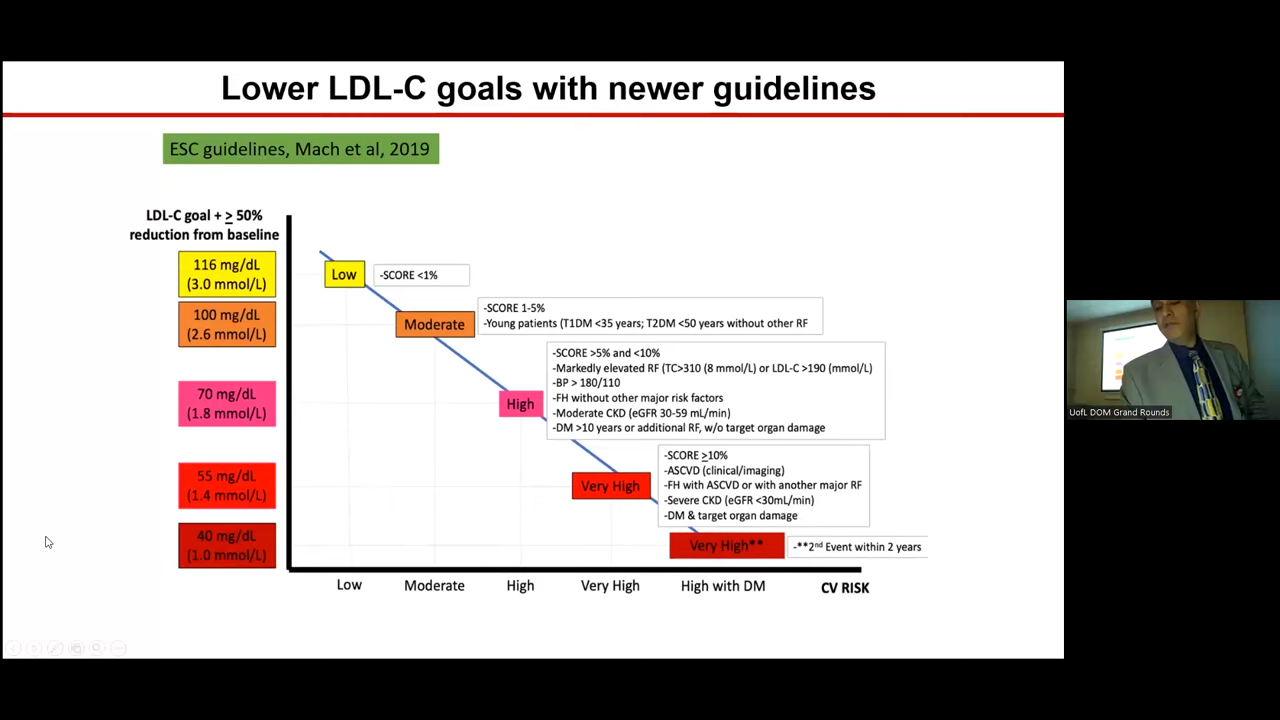 Lower LDL-C goals with newer guidelines
ESC guidelines, Mach et al, 2019
LDL-C goal + ≥ 50%
reduction from baseline
116 mg/dL
(3.0 mmol/L)
100 mg/dL
(2.6 mmol/L)
70 mg/dL
(1.8 mmol/L)
55 mg/dL
(1.4 mmol/L)
40 mg/dL
(1.0 mmol/L)
Low
-SCORE <1%
Moderate
-SCORE 1-5%
-Young patients (T1DM <35 years; T2DM <50 years without other RF
High
-SCORE >5% and <10%
-Markedly elevated RF (TC>310 (8 mmol/L) or LDL-C >190 (mmol/L)
-BP > 180/110
-FH without other major risk factors
-Moderate CKD (eGFR 30-59 mL/min)
-DM >10 years or additional RF, w/o target organ damage
Very High
-SCORE ≥10%
-ASCVD (clinical/imaging)
-FH with ASCVD or with another major RF
-Severe CKD (eGFR <30mL/min)
-DM & target organ damage
Very High**
-**2nd Event within 2 years
Low Moderate High Very High High with DM CV RISK
UofL DOM Grand Rounds